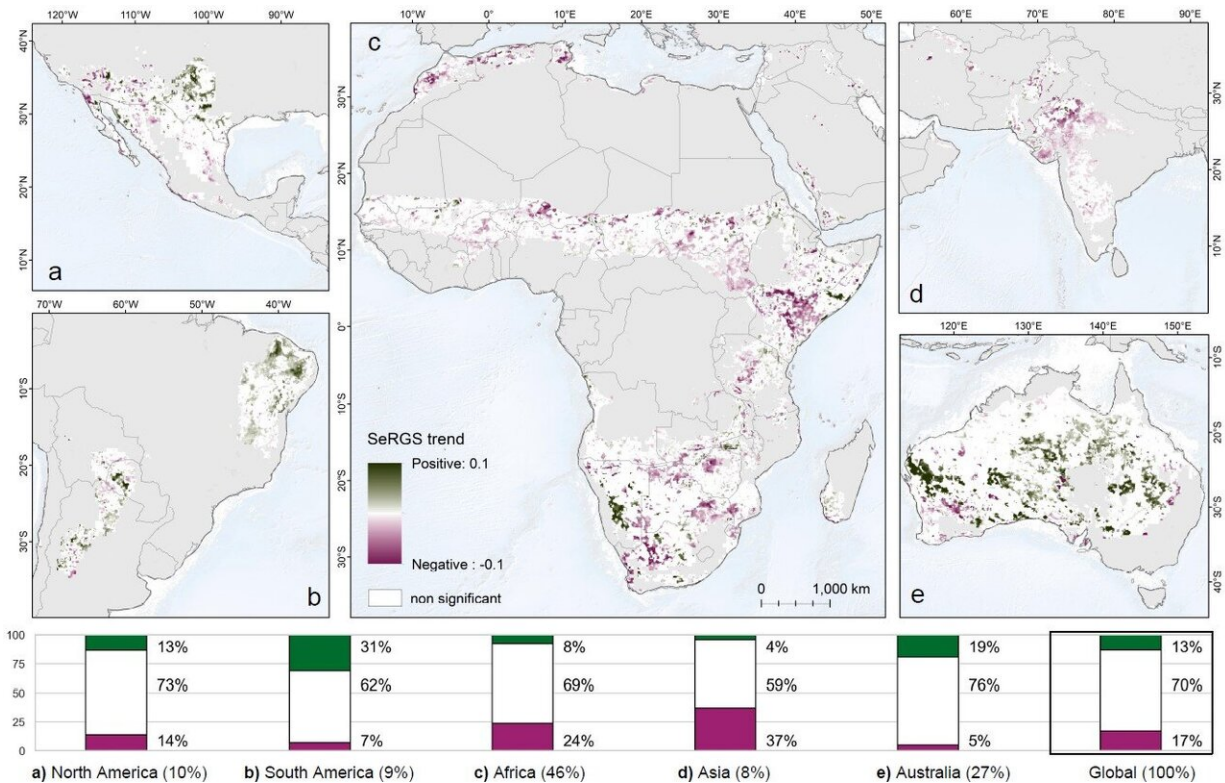 120°W 110°W 100°W 90°W
40°N
30°N
20°N
10°N
a
70°W 60°W 50°W 40°W
10°S
20°S
30°S
b
10°W 0° 10°E 20°E 30°E 40°E 50°E
c
30°N
20°N
10°N
0°
10°S
20°S
30°S
SeRGS trend
Positive: 0.1
Negative : -0.1
non significant
0 1,000 km
60°E 70°E 80°E 90°E
30°N
20°N
10°N
d
120°E 130°E 140°E 150°E
10°S
20°S
30°S
40°S
e
100
75
50
25
0
13% 31% 8% 4% 19% 13%
73% 62% 69% 59% 76% 70%
14% 7% 24% 37% 5% 17%
a) North America (10%) b) South America (9%) c) Africa (46%) d) Asia (8%) e) Australia (27%) Global (100%)